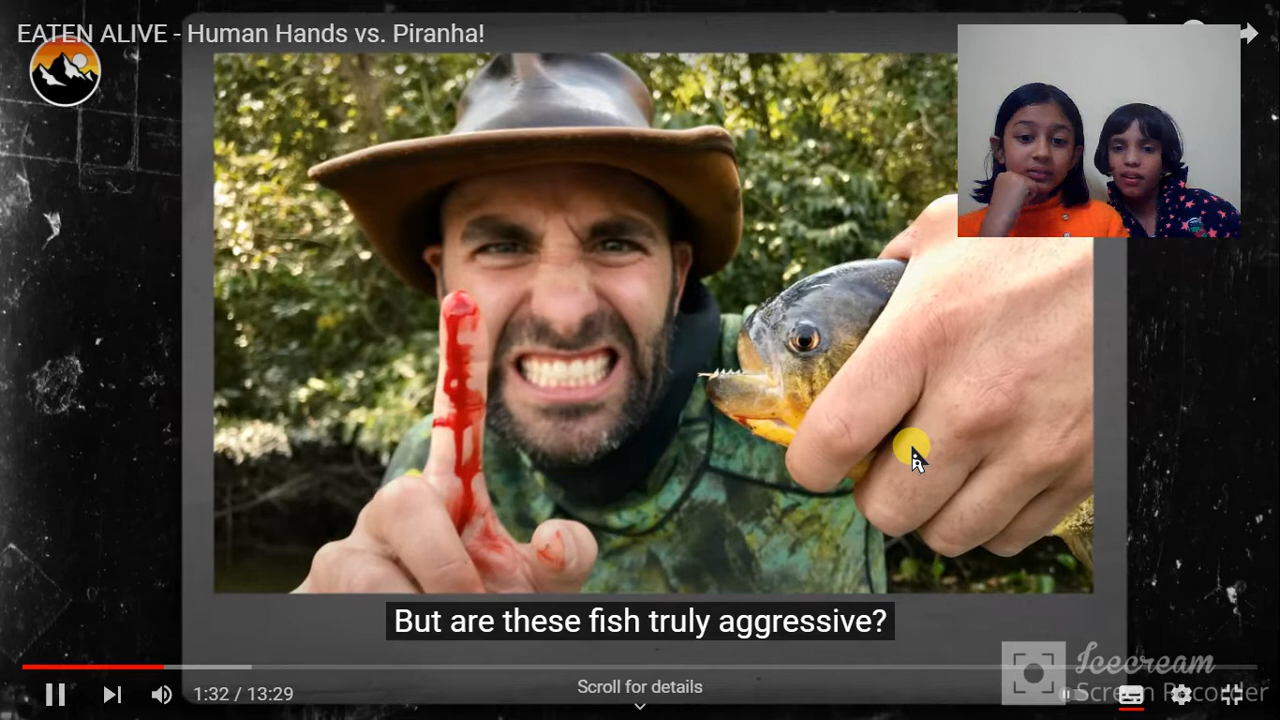 EATEN ALIVE - Human Hands vs. Piranha!
But are these fish truly aggressive?
Icecream
Screen Recorder
1:32 / 13:29
Scroll for details